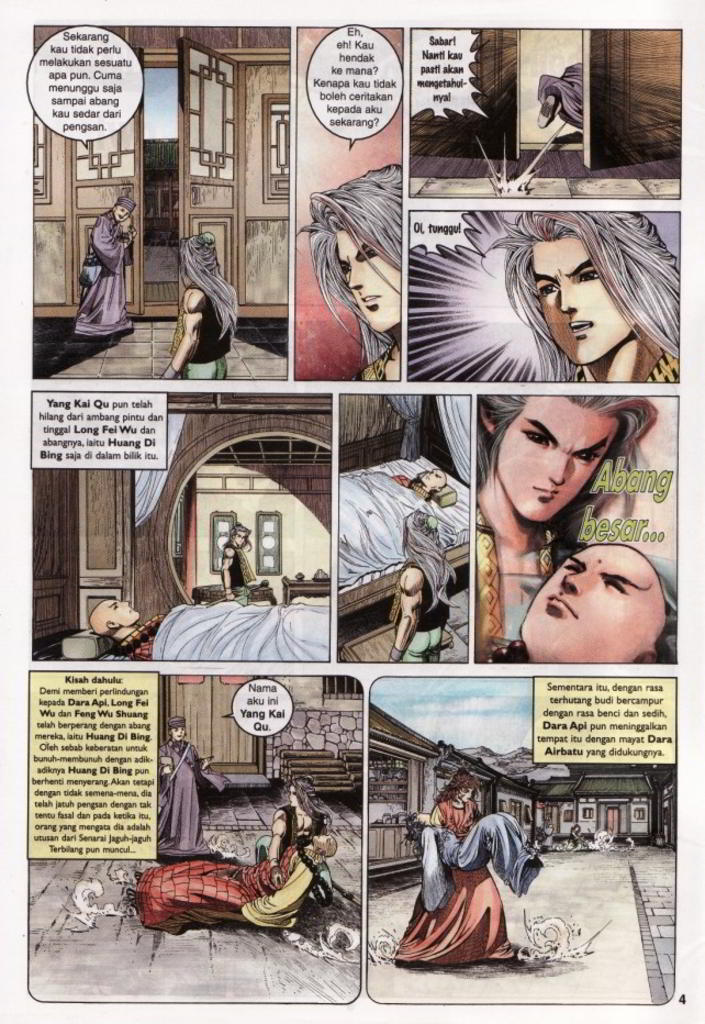 Sekarang
kau tidak perlu
melakukan sesuatu
apa pun. Cuma
menunggu saja
sampai abang
kau sedar dari
pengsan.
Eh,
eh! Kau
hendak
ke mana?
Kenapa kau tidak
boleh ceritakan
kepada aku
sekarang?
Sabar!
Nanti kau
pasti akan
mengetahui-
nya!
Oi, tunggu!
Yang Kai Qu pun telah
hilang dari ambang pintu dan
tinggal Long Fei Wu dan
abangnya, iaitu Huang Di
Bing saja di dalam bilik itu.
Abang
besar...
Kisah dahulu:
Demi memberi perlindungan
kepada Dara Api, Long Fei
Wu dan Feng Wu Shuang
telah berperang dengan abang
mereka, iaitu Huang Di Bing.
Oleh sebab keberatan untuk
bunuh-membunuh dengan adik-
adiknya Huang Di Bing pun
berhenti menyerang. Akan tetapi
dengan tidak semena-mena, dia
telah jatuh pengsan dengan tak
tentu fasal dan pada ketika itu,
orang yang mengata dia adalah
utusan dari Senarai Jaguh-jaguh
Terbilang pun muncul...
Nama
aku ini
Yang Kai
Qu.
Sementara itu, dengan rasa
terhutang budi bercampur
dengan rasa benci dan sedih,
Dara Api pun meninggalkan
tempat itu dengan mayat Dara
Airbatu yang didukungnya.
4